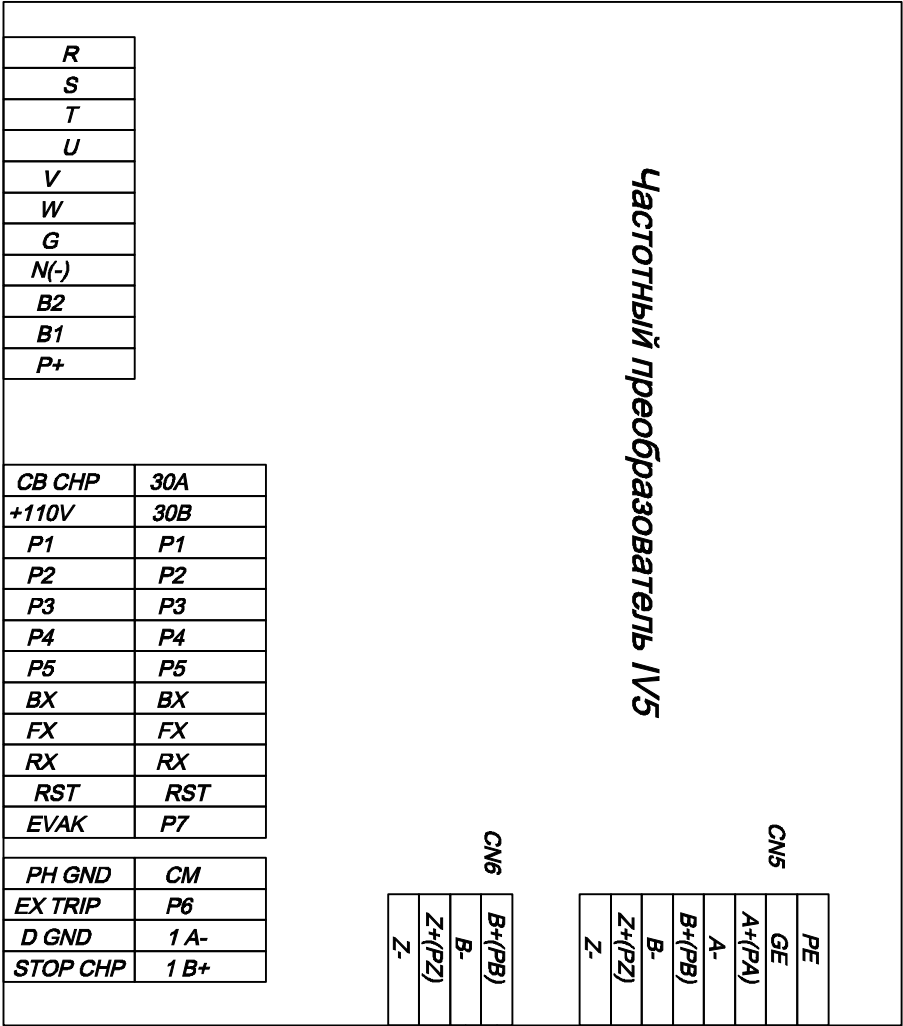 R
S
T
U
V
W
G
N(-)
B2
B1
P+
Частотный преобразователь IV5
CB CHP 30A
+110V 30B
P1 P1
P2 P2
P3 P3
P4 P4
P5 P5
BX BX
FX FX
RX RX
RST RST
EVAK P7
PH GND CM
EX TRIP P6
D GND 1 A-
STOP CHP 1 B+
CN6
Z-
Z+(PZ)
B-
B+(PB)
CN5
Z-
Z+(PZ)
B-
B+(PB)
A-
A+(PA)
GE
PE